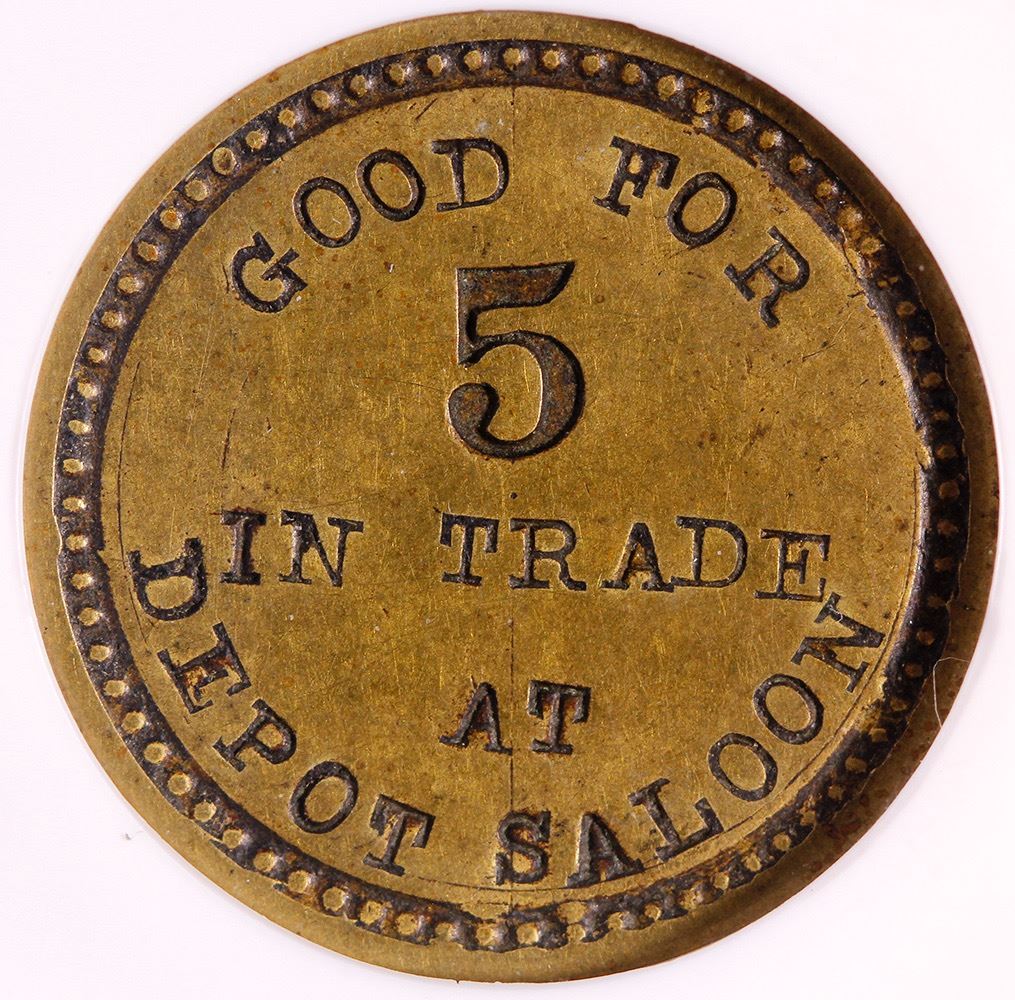 GOOD FOR
5
IN TRADE
AT
DEPOT SALOON